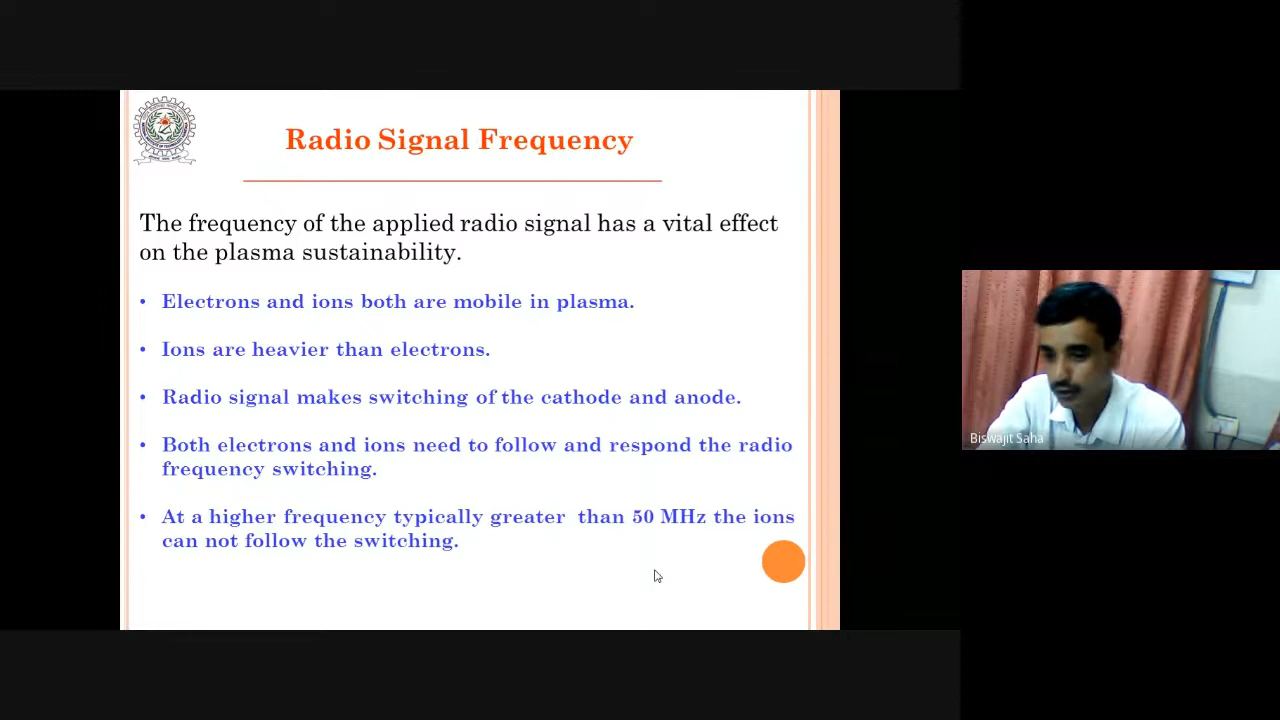 Radio Signal Frequency
The frequency of the applied radio signal has a vital effect
on the plasma sustainability.
• Electrons and ions both are mobile in plasma.
• Ions are heavier than electrons.
• Radio signal makes switching of the cathode and anode.
• Both electrons and ions need to follow and respond the radio
frequency switching.
• At a higher frequency typically greater than 50 MHz the ions
can not follow the switching.
Biswajit Saha